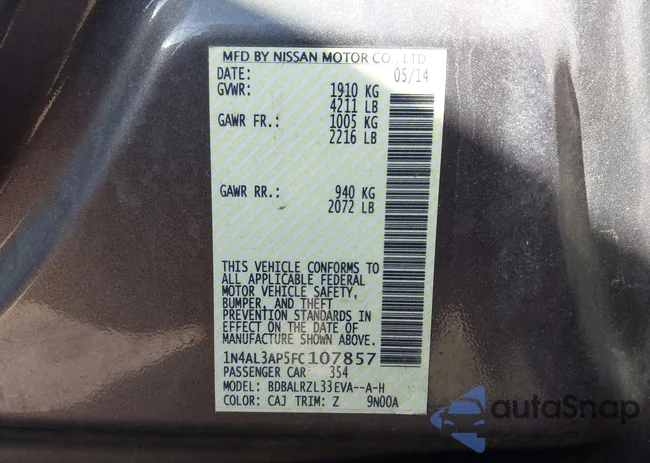 MFD BY NISSAN MOTOR CO., LTD
DATE: 05/14
GVWR: 1910 KG
4211 LB
GAWR FR.: 1005 KG
2216 LB
GAWR RR.: 940 KG
2072 LB
THIS VEHICLE CONFORMS TO
ALL APPLICABLE FEDERAL
MOTOR VEHICLE SAFETY,
BUMPER, AND THEFT
PREVENTION STANDARDS
IN EFFECT ON THE DATE OF
MANUFACTURE SHOWN ABOVE.
1N4AL3AP5FC107857
PASSENGER CAR 354
MODEL: BDBALRZL33EVA--A-H
COLOR: CAJ TRIM: Z 9N00A
autoSnap